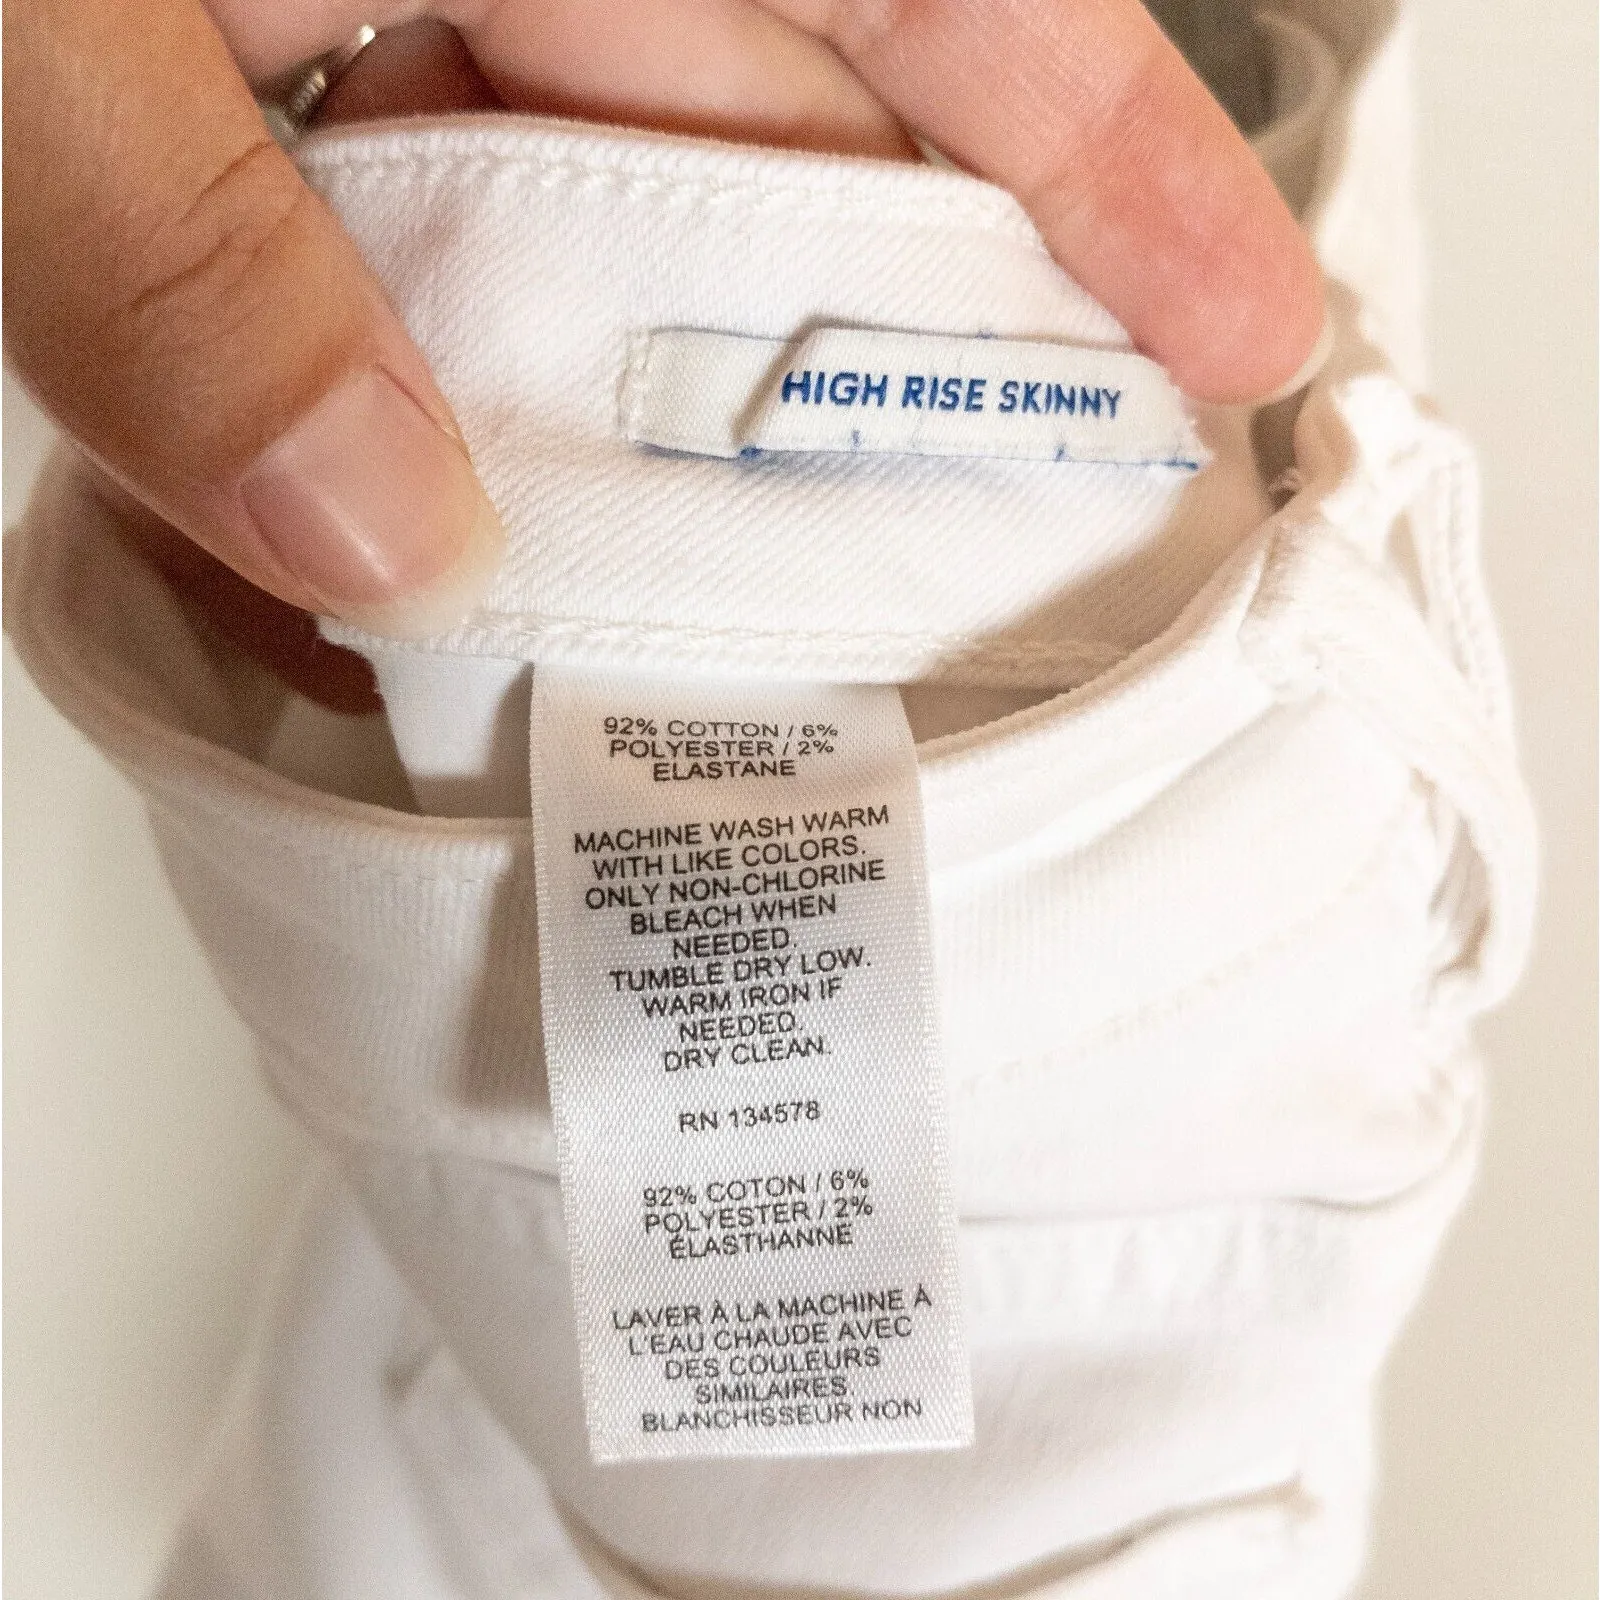 HIGH RISE SKINNY
92% COTTON / 6%
POLYESTER / 2%
ELASTANE
MACHINE WASH WARM
WITH LIKE COLORS.
ONLY NON-CHLORINE
BLEACH WHEN
NEEDED.
TUMBLE DRY LOW.
WARM IRON IF
NEEDED.
DRY CLEAN.
RN 134578
92% COTON / 6%
POLYESTER / 2%
ÉLASTHANNE
LAVER À LA MACHINE À
L'EAU CHAUDE AVEC
DES COULEURS
SIMILAIRES.
BLANCHISSEUR NON